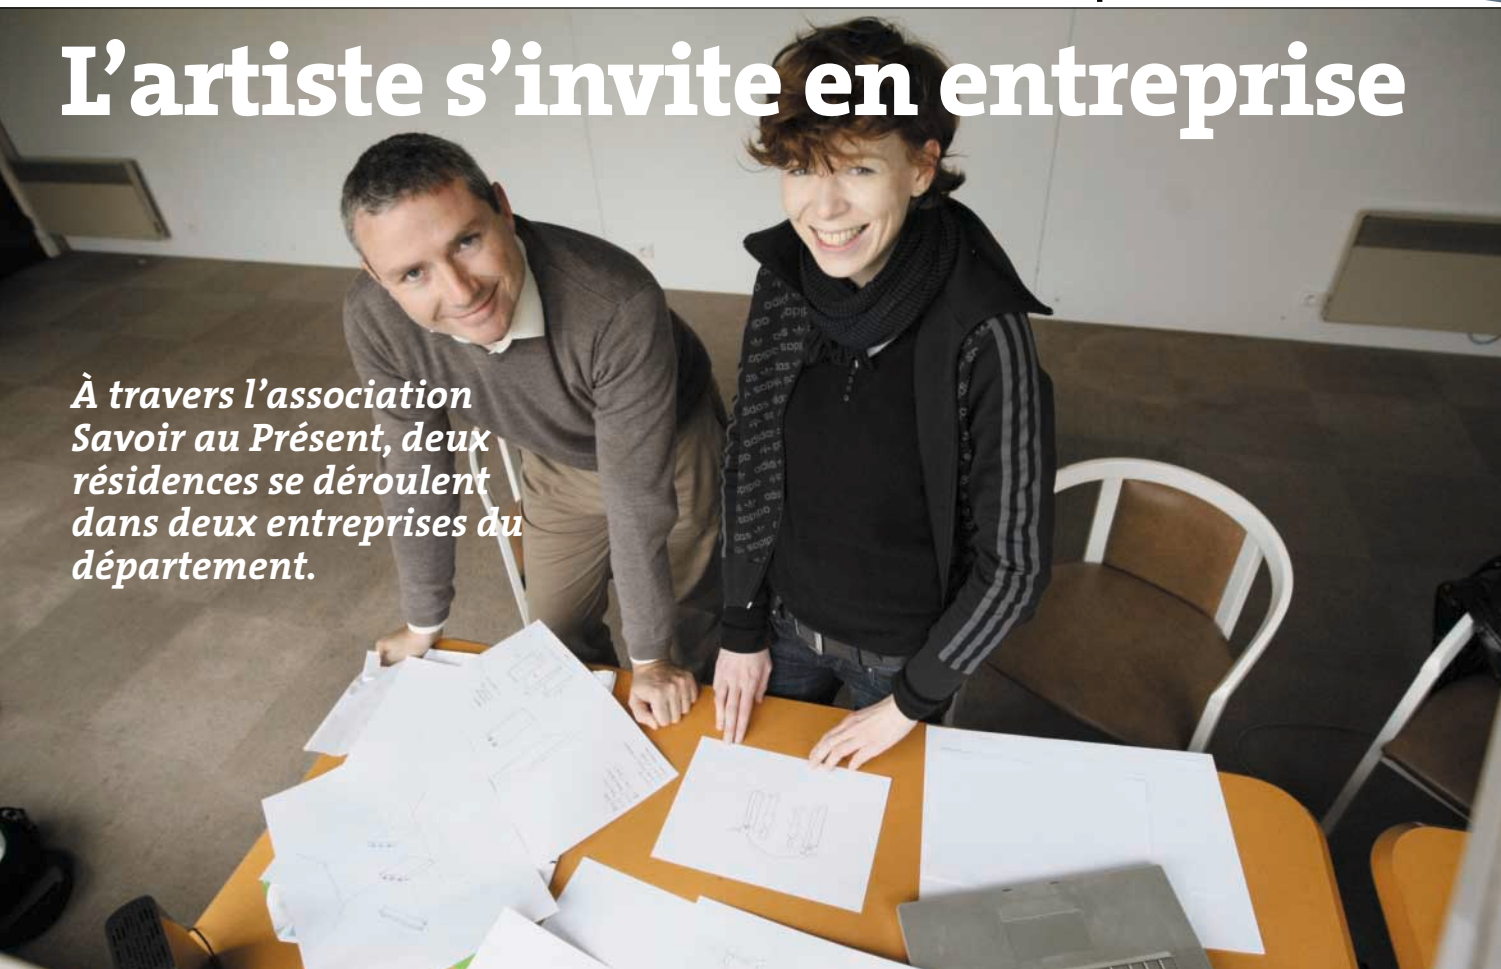 L’artiste s’invite en entreprise
À travers l’association
Savoir au Présent, deux
résidences se déroulent
dans deux entreprises du
département.